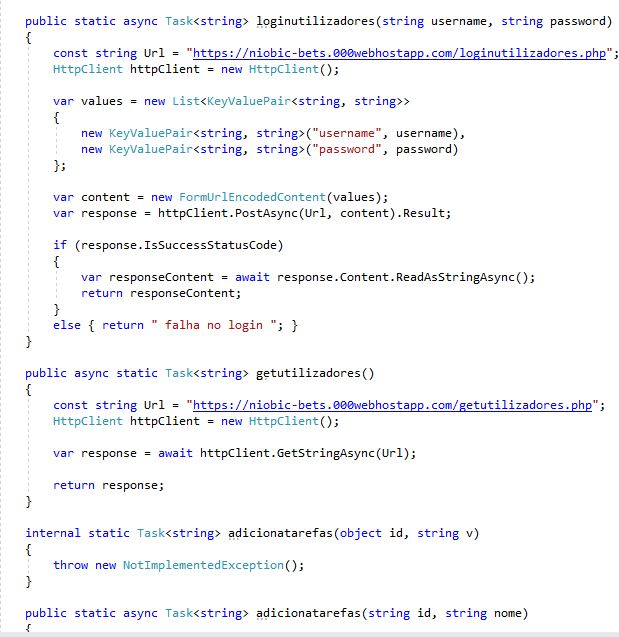 public static async Task<string> loginutilizadores(string username, string password)
{
const string Url = "https://niobic-bets.000webhostapp.com/loginutilizadores.php";
HttpClient httpClient = new HttpClient();
var values = new List<KeyValuePair<string, string>>
{
new KeyValuePair<string, string>("username", username),
new KeyValuePair<string, string>("password", password)
};
var content = new FormUrlEncodedContent(values);
var response = httpClient.PostAsync(Url, content).Result;
if (response.IsSuccessStatusCode)
{
var responseContent = await response.Content.ReadAsStringAsync();
return responseContent;
}
else { return " falha no login "; }
}
public async static Task<string> getutilizadores()
{
const string Url = "https://niobic-bets.000webhostapp.com/getutilizadores.php";
HttpClient httpClient = new HttpClient();
var response = await httpClient.GetStringAsync(Url);
return response;
}
internal static Task<string> adicionatarefas(object id, string v)
{
throw new NotImplementedException();
}
public static async Task<string> adicionatarefas(string id, string nome)
{